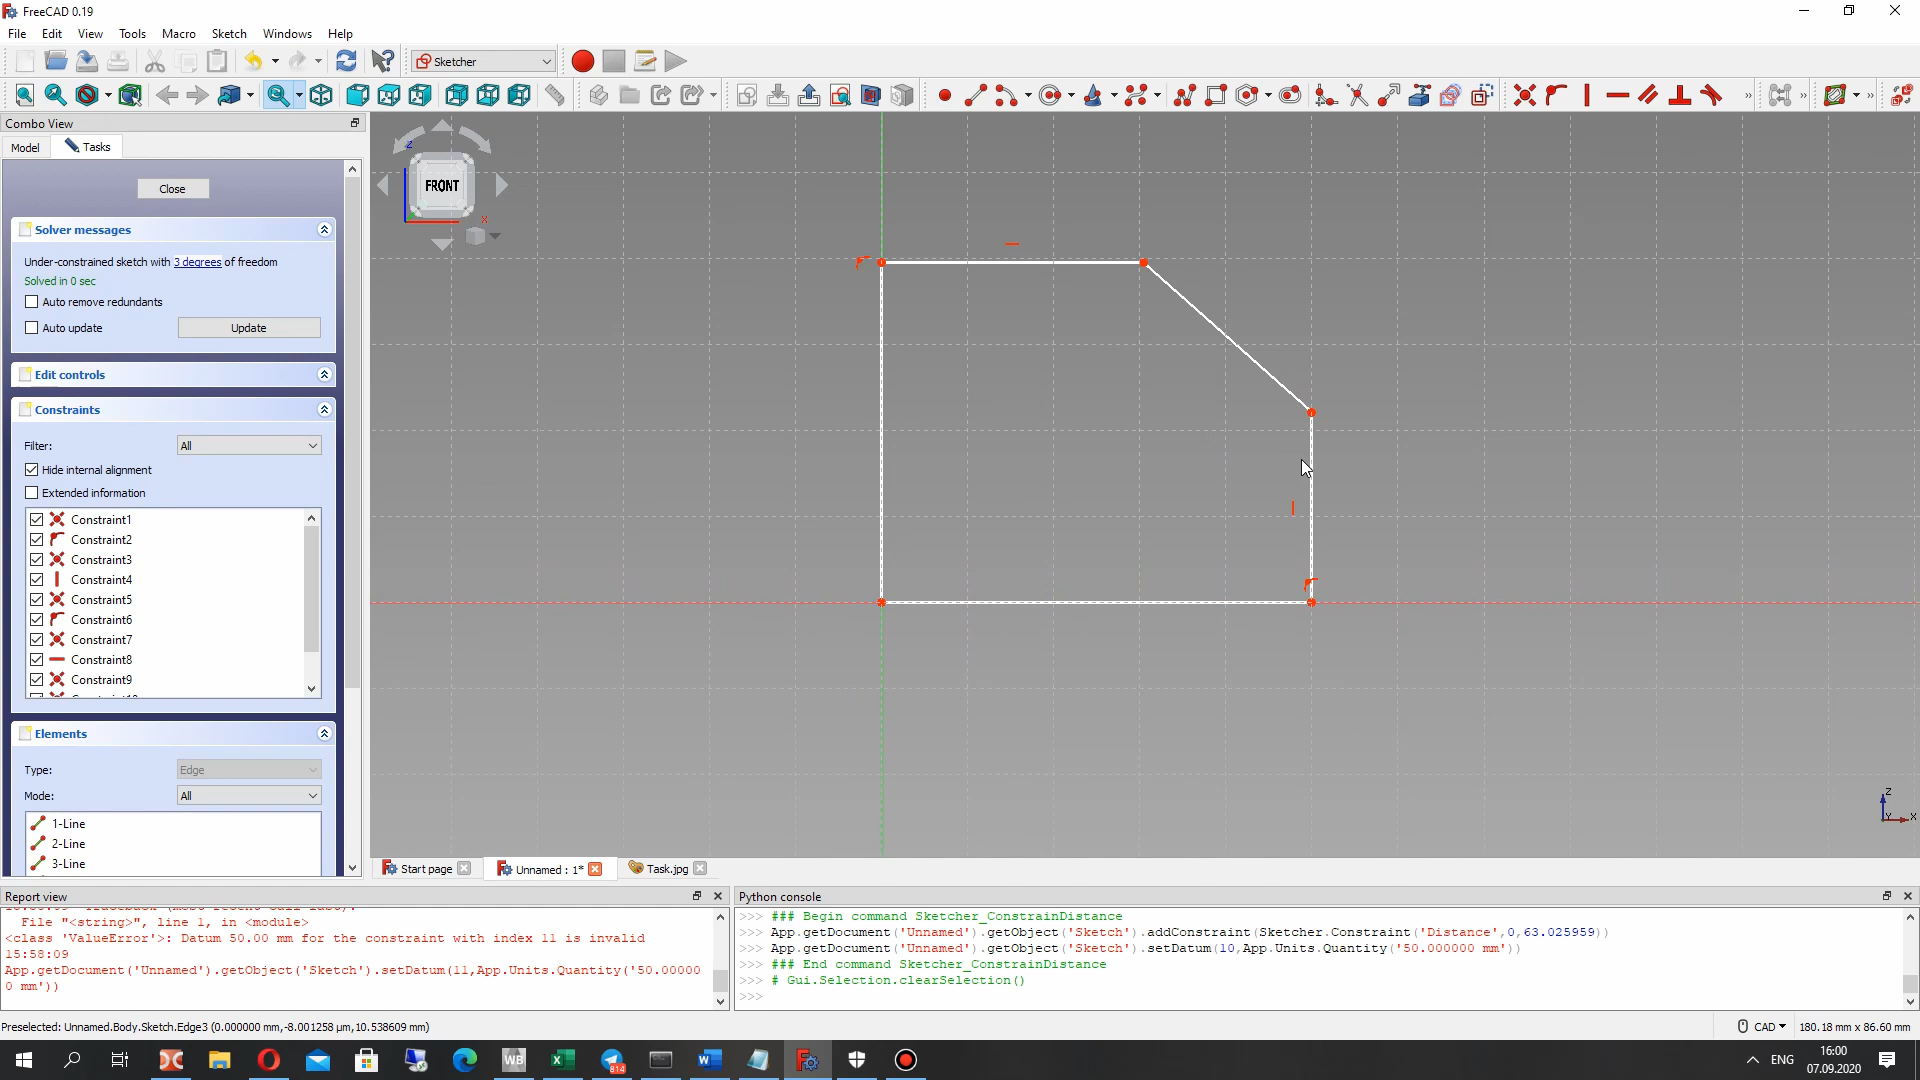 FreeCAD 0.19
File Edit View Tools Macro Sketch Windows Help
Sketcher
Combo View
Model Tasks
Close
Solver messages
Under-constrained sketch with 3 degrees of freedom
Solved in 0 sec
Auto remove redundants
Auto update Update
Edit controls
Constraints
Filter: All
Hide internal alignment
Extended information
Constraint1
Constraint2
Constraint3
Constraint4
Constraint5
Constraint6
Constraint7
Constraint8
Constraint9
Elements
Type: Edge
Mode: All
1-Line
2-Line
3-Line
Z
FRONT
X
Z
Y
X
Start page Unnamed : 1* Task.jpg
Report view
File "<string>", line 1, in <module>
<class 'ValueError'>: Datum 50.00 mm for the constraint with index 11 is invalid
15:58:09
App.getDocument('Unnamed').getObject('Sketch').setDatum(11,App.Units.Quantity('50.00000
0 mm'))
Python console
>>> ### Begin command Sketcher_ConstrainDistance
>>> App.getDocument('Unnamed').getObject('Sketch').addConstraint(Sketcher.Constraint('Distance',0,63.025959))
>>> App.getDocument('Unnamed').getObject('Sketch').setDatum(10,App.Units.Quantity('50.000000 mm'))
>>> ### End command Sketcher_ConstrainDistance
>>> # Gui.Selection.clearSelection()
>>>
Preselected: Unnamed.Body.Sketch.Edge3 (0.000000 mm,-8.001258 µm,10.538609 mm)
CAD 180.18 mm x 86.60 mm
WB
814
ENG
16:00
07.09.2020